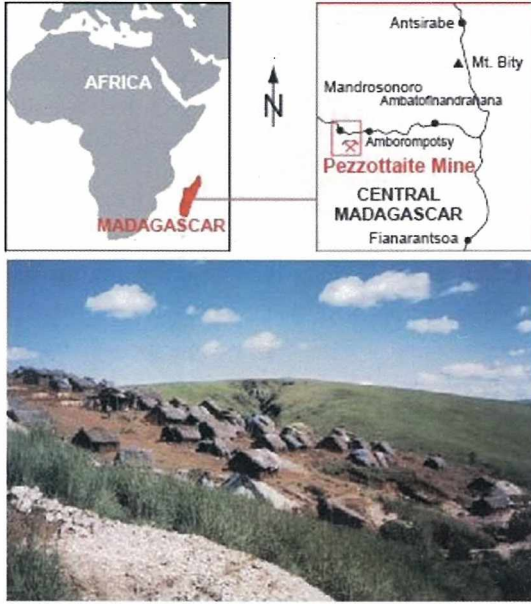 AFRICA
MADAGASCAR
N
Antsirabe
Mt. Bity
Mandrosonoro
Ambatofinandrahana
Amborompotsy
Pezzottaite Mine
CENTRAL
MADAGASCAR
Fianarantsoa